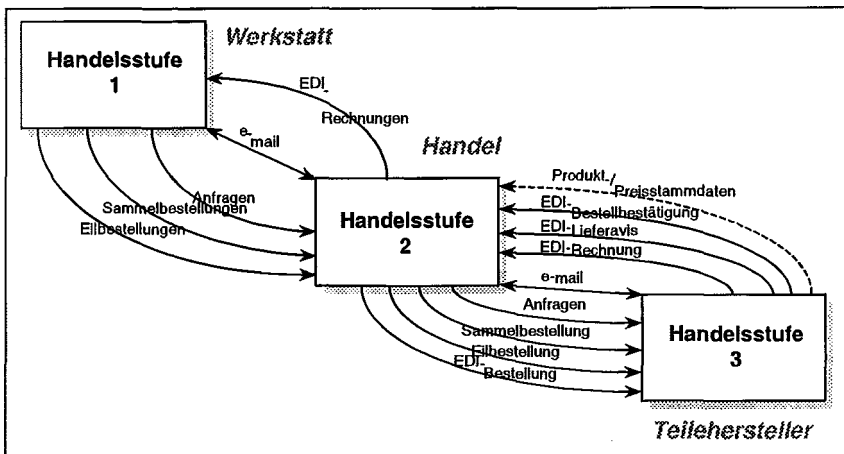 Werkstatt
Handelsstufe
1
EDI-
Rechnungen
e-
mail
Handel
Anfragen
Sammelbestellungen
Eilbestellungen
Handelsstufe
2
Produkt-/
Preisstammdaten
EDI-
Bestellbestätigung
EDI-
Lieferavis
EDI-
Rechnung
e-mail
Anfragen
Sammelbestellung
Eilbestellung
EDI-
Bestellung
Handelsstufe
3
Teilehersteller